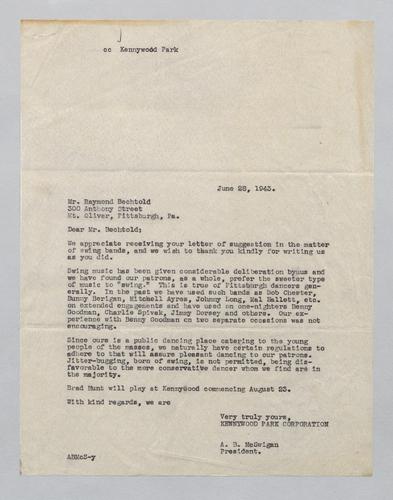 cc Kennywood Park
June 28, 1943.
Mr. Raymond Bechtold
300 Anthony Street
Mt. Oliver, Pittsburgh, Pa.
Dear Mr. Bechtold;
We appreciate receiving your letter of suggestion in the matter
of swing bands, and we wish to thank you kindly for writing us
as you did.
Swing music has been given considerable deliberation by us and
we have found our patrons, as a whole, prefer the sweeter type
of music to "swing." This is true of Pittsburgh dancers gen-
erally. In the past we have used such bands as Bob Chester,
Bunny Berigan, Mitchell Ayres, Johnny Long, Hal Hallett, etc.
on extended engagements and have used on one-nighters Benny
Goodman, Charlie Spivak, Jimmy Dorsey and others. Our ex-
perience with Benny Goodman on two separate occasions was not
encouraging.
Since ours is a public dancing place catering to the young
people of the masses, we naturally have certain regulations to
adhere to that will assure pleasant dancing to our patrons.
Jitter-bugging, born of swing, is not permitted, being dis-
favorable to the more conservative dancer whom we find are in
the majority.
Brad Hunt will play at Kennywood commencing August 23.
With kind regards, we are
Very truly yours,
KENNYWOOD PARK CORPORATION
A. B. McSwigan
President.
ABMcS-y